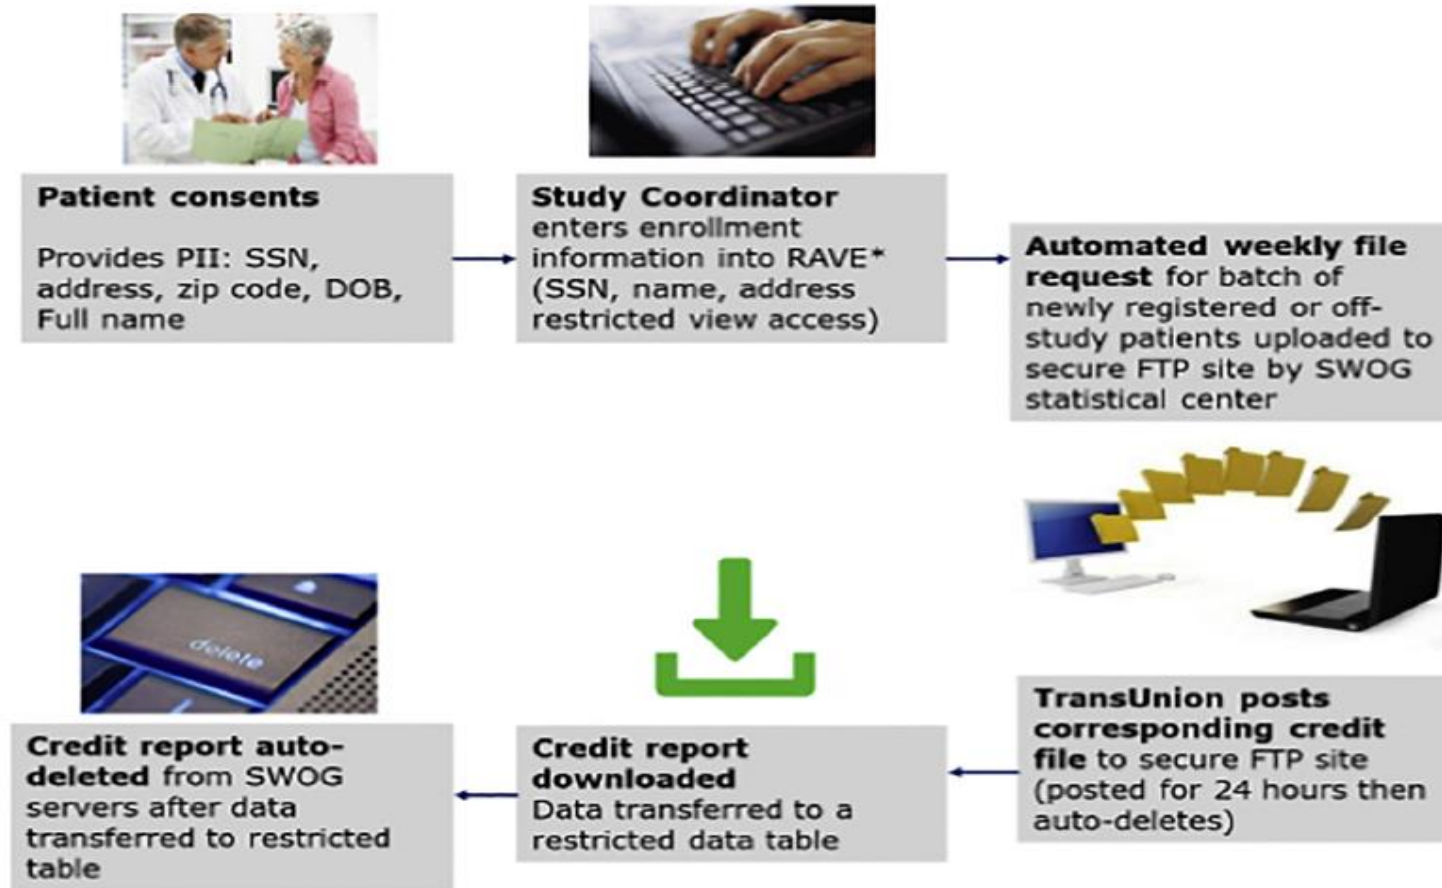 Patient consents
Provides PII: SSN,
address, zip code, DOB,
Full name
Study Coordinator
enters enrollment
information into RAVE*
(SSN, name, address
restricted view access)
Automated weekly file
request for batch of
newly registered or off-
study patients uploaded to
secure FTP site by SWOG
statistical center
TransUnion posts
corresponding credit
file to secure FTP site
(posted for 24 hours then
auto-deletes)
Credit report
downloaded
Data transferred to a
restricted data table
delete
Credit report auto-
deleted from SWOG
servers after data
transferred to restricted
table